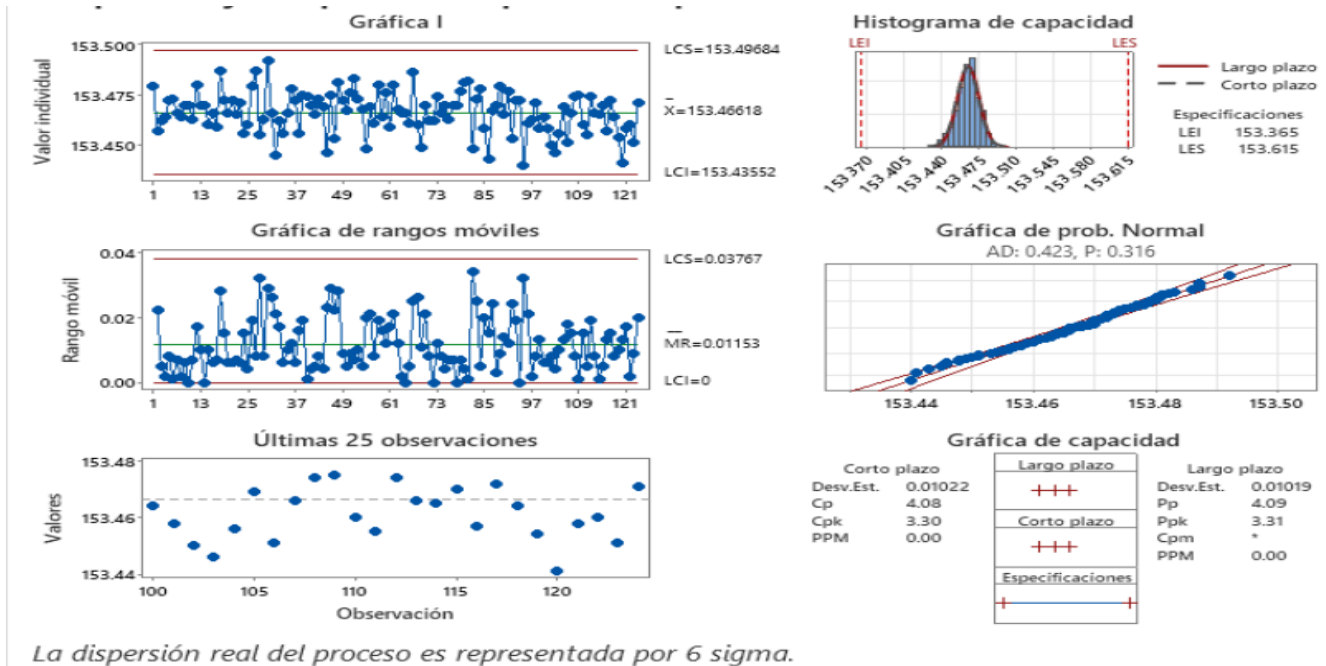 Gráfica I
Valor individual
153.500
153.475
153.450
1 13 25 37 49 61 73 85 97 109 121
LCS=153.49684
X=153.46618
LCI=153.43552
Histograma de capacidad
LEI LES
153.370 153.405 153.440 153.475 153.510 153.545 153.580 153.615
Largo plazo
Corto plazo
Especificaciones
LEI 153.365
LES 153.615
Gráfica de rangos móviles
Rango móvil
0.04
0.02
0.00
1 13 25 37 49 61 73 85 97 109 121
LCS=0.03767
MR=0.01153
LCI=0
Gráfica de prob. Normal
AD: 0.423, P: 0.316
153.44 153.46 153.48 153.50
Últimas 25 observaciones
Valores
153.48
153.46
153.44
100 105 110 115 120
Observación
Gráfica de capacidad
Corto plazo
Desv.Est. 0.01022
Cp 4.08
Cpk 3.30
PPM 0.00
Largo plazo
Corto plazo
Especificaciones
Largo plazo
Desv.Est. 0.01019
Pp 4.09
Ppk 3.31
Cpm *
PPM 0.00
La dispersión real del proceso es representada por 6 sigma.